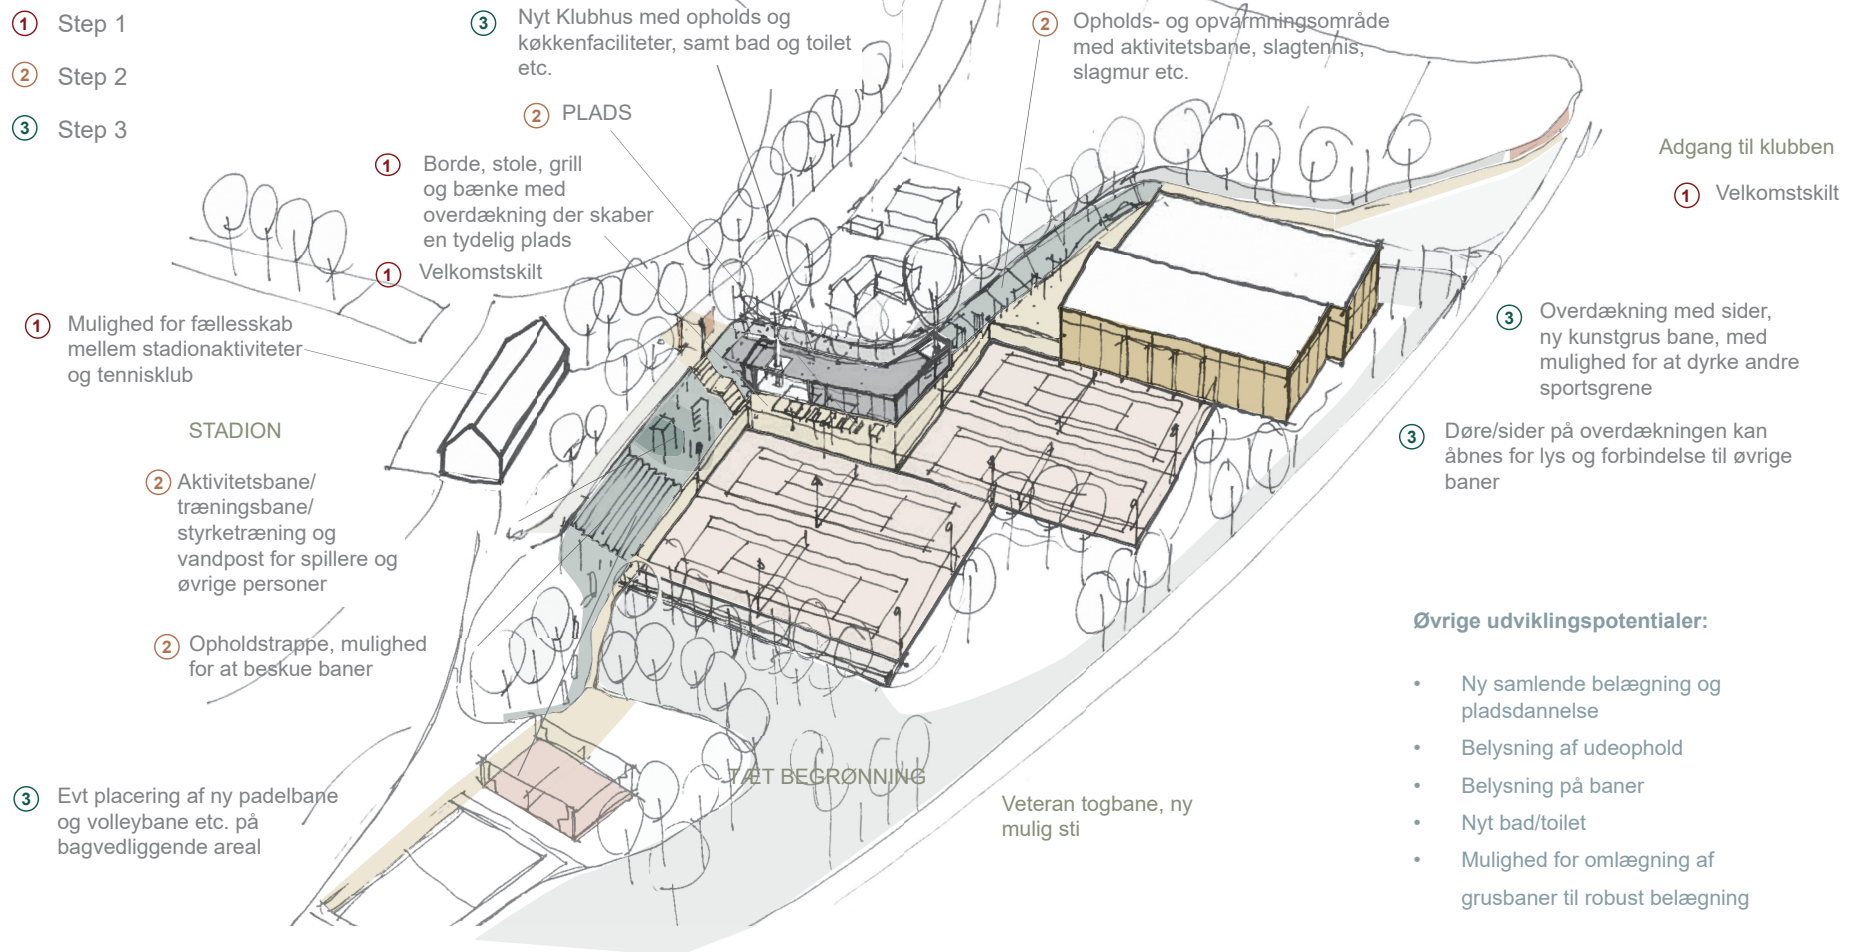 1 Step 1
2 Step 2
3 Step 3
3 Nyt Klubhus med opholds og
køkkenfaciliteter, samt bad og toilet
etc.
2 Opholds- og opvarmningsområde
med aktivitetsbane, slagtennis,
slagmur etc.
2 PLADS
1 Borde, stole, grill
og bænke med
overdækning der skaber
en tydelig plads
1 Velkomstskilt
Adgang til klubben
1 Velkomstskilt
1 Mulighed for fællesskab
mellem stadionaktiviteter
og tennisklub
STADION
2 Aktivitetsbane/
træningsbane/
styrketræning og
vandpost for spillere og
øvrige personer
2 Opholdstrappe, mulighed
for at beskue baner
3 Evt placering af ny padelbane
og volleybane etc. på
bagvedliggende areal
3 Overdækning med sider,
ny kunstgrus bane, med
mulighed for at dyrke andre
sportsgrene
3 Døre/sider på overdækningen kan
åbnes for lys og forbindelse til øvrige
baner
TÆT BEGRØNNING
Veteran togbane, ny
mulig sti
Øvrige udviklingspotentialer:
• Ny samlende belægning og
pladsdannelse
• Belysning af udeophold
• Belysning på baner
• Nyt bad/toilet
• Mulighed for omlægning af
grusbaner til robust belægning